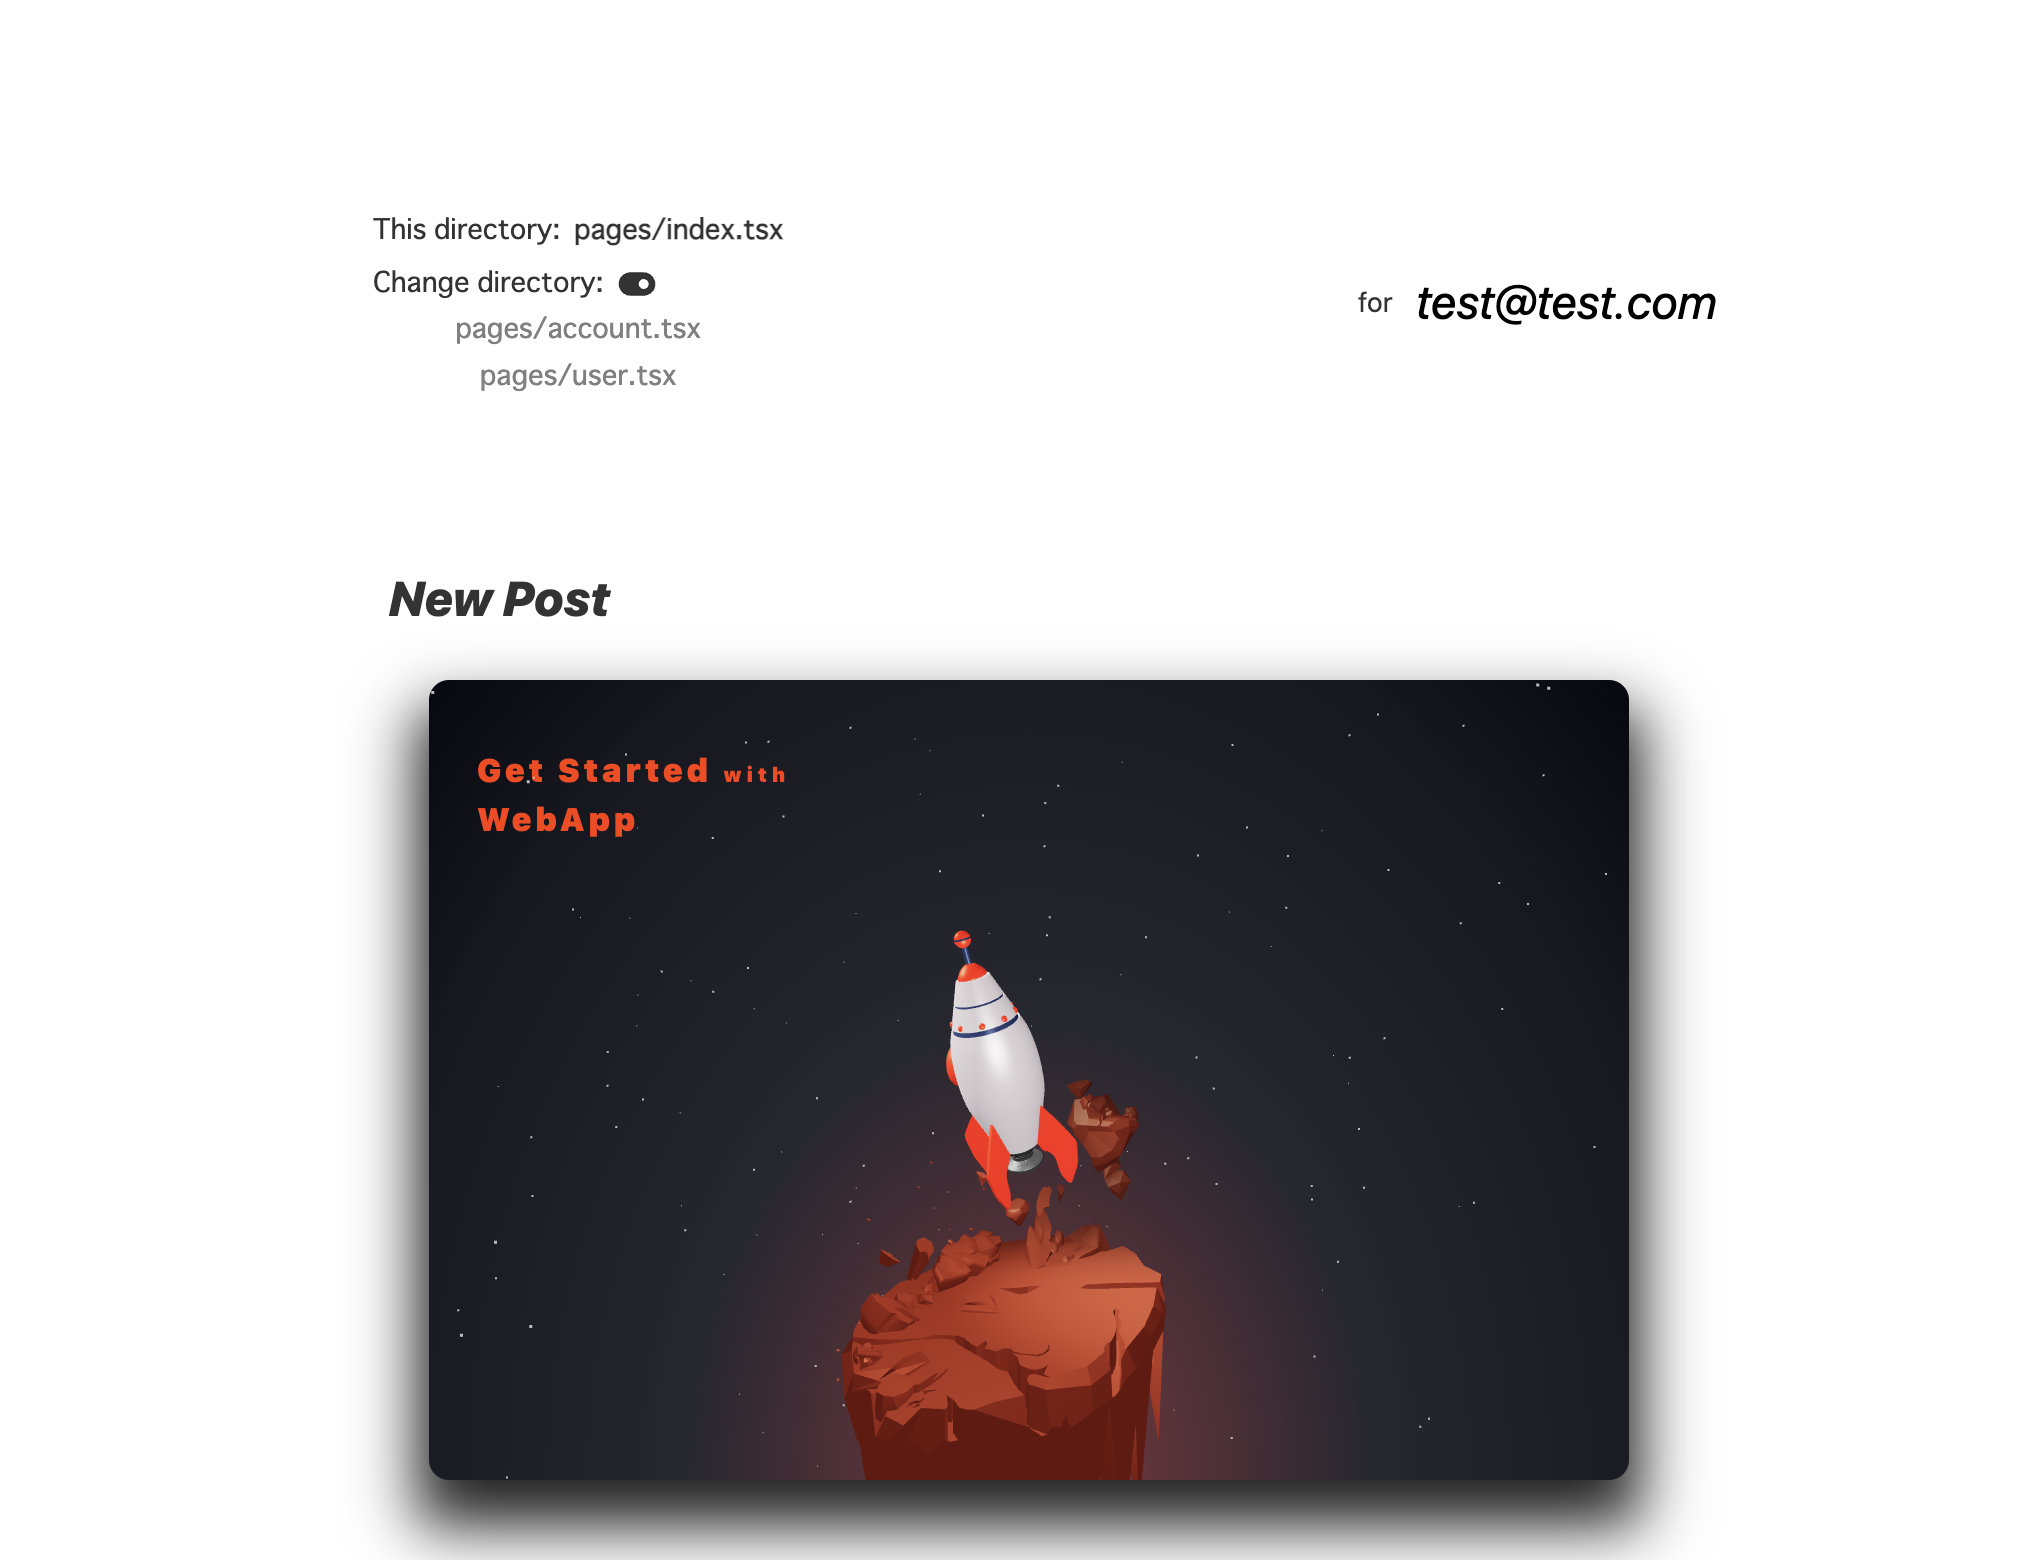 This directory: pages/index.tsx
Change directory:
pages/account.tsx
pages/user.tsx
for test@test.com
New Post
Get Started with
WebApp